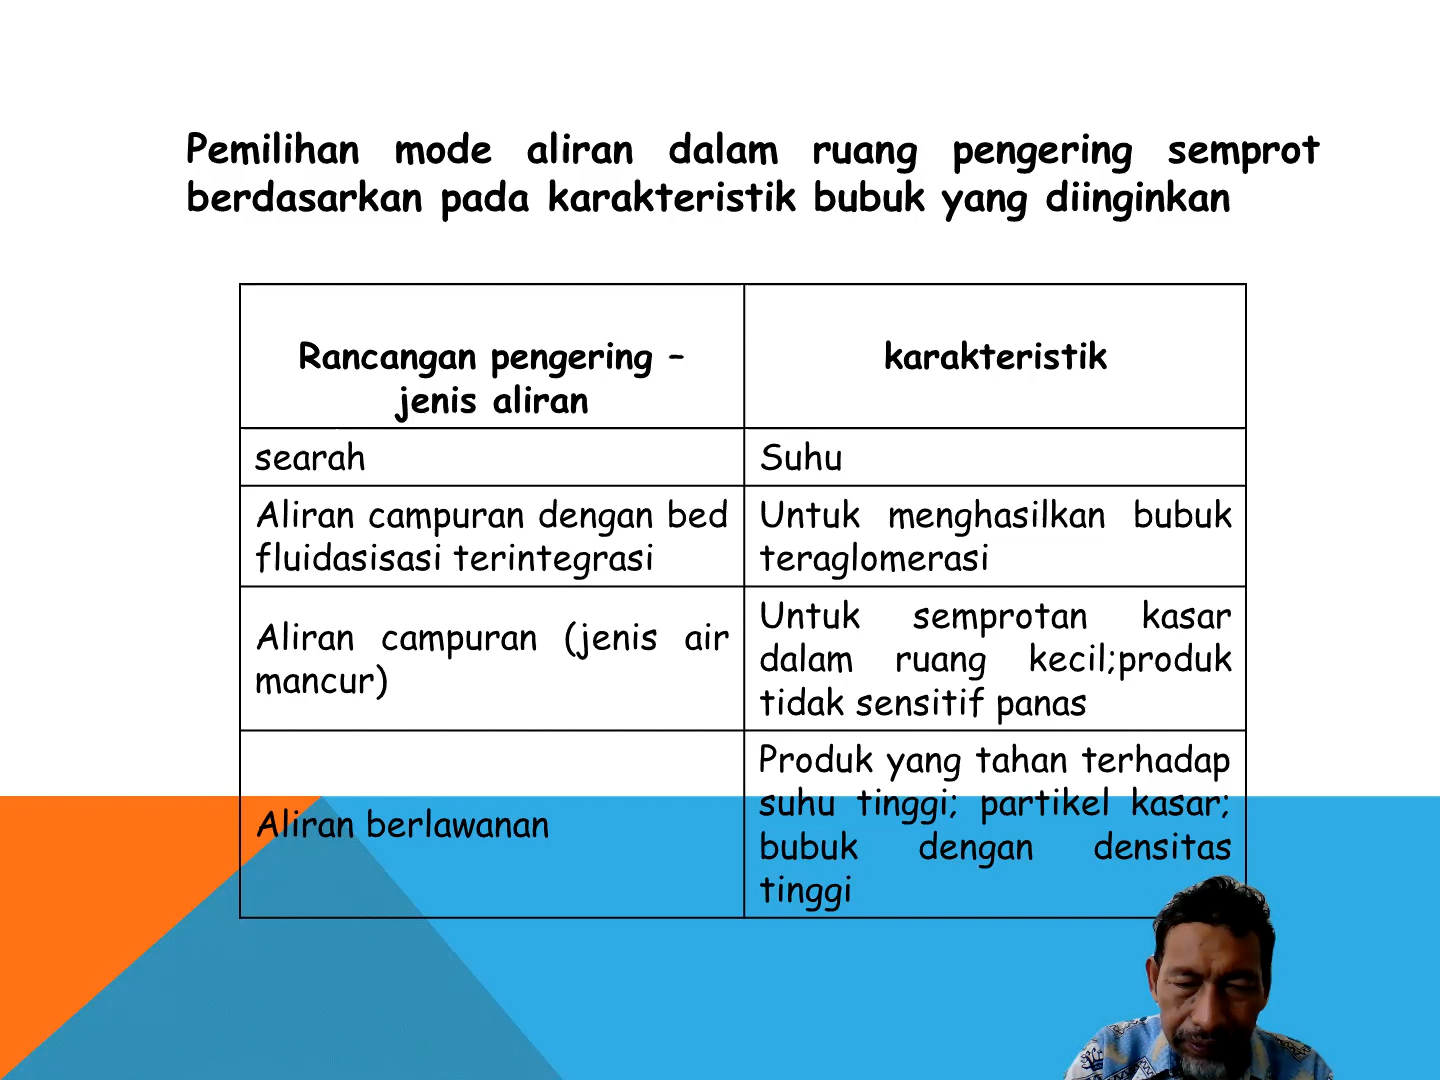 Pemilihan mode aliran dalam ruang pengering semprot
berdasarkan pada karakteristik bubuk yang diinginkan
Rancangan pengering –
jenis aliran
karakteristik
searah
Suhu
Aliran campuran dengan bed
fluidasisasi terintegrasi
Untuk menghasilkan bubuk
teraglomerasi
Aliran campuran (jenis air
mancur)
Untuk semprotan kasar
dalam ruang kecil;produk
tidak sensitif panas
Aliran berlawanan
Produk yang tahan terhadap
suhu tinggi; partikel kasar;
bubuk dengan densitas
tinggi